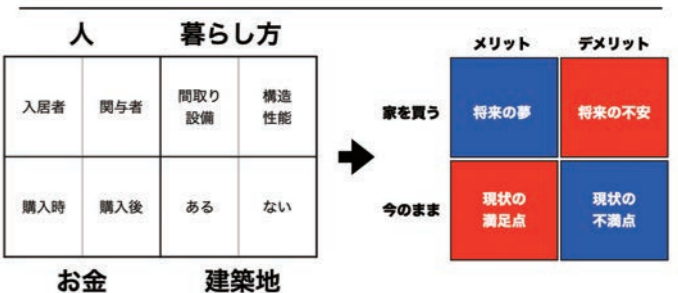 人 暮らし方
入居者 関与者 間取り 構造
設備 性能
購入時 購入後 ある ない
お金 建築地
メリット デメリット
家を買う 将来の夢 将来の不安
今のまま 現状の 現状の
満足点 不満点